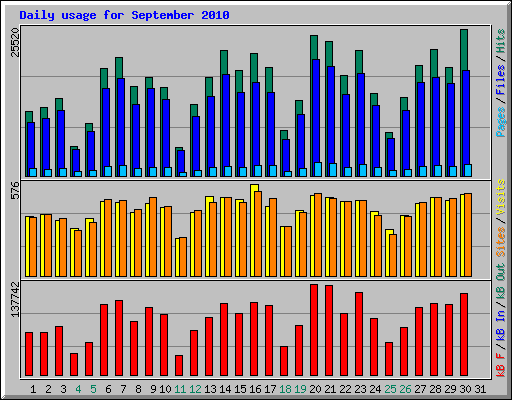 Daily usage for September 2010
25520
Pages / Files / Hits
576
Sites / Visits
137742
kB F / kB In / kB Out
1 2 3 4 5 6 7 8 9 10 11 12 13 14 15 16 17 18 19 20 21 22 23 24 25 26 27 28 29 30 31